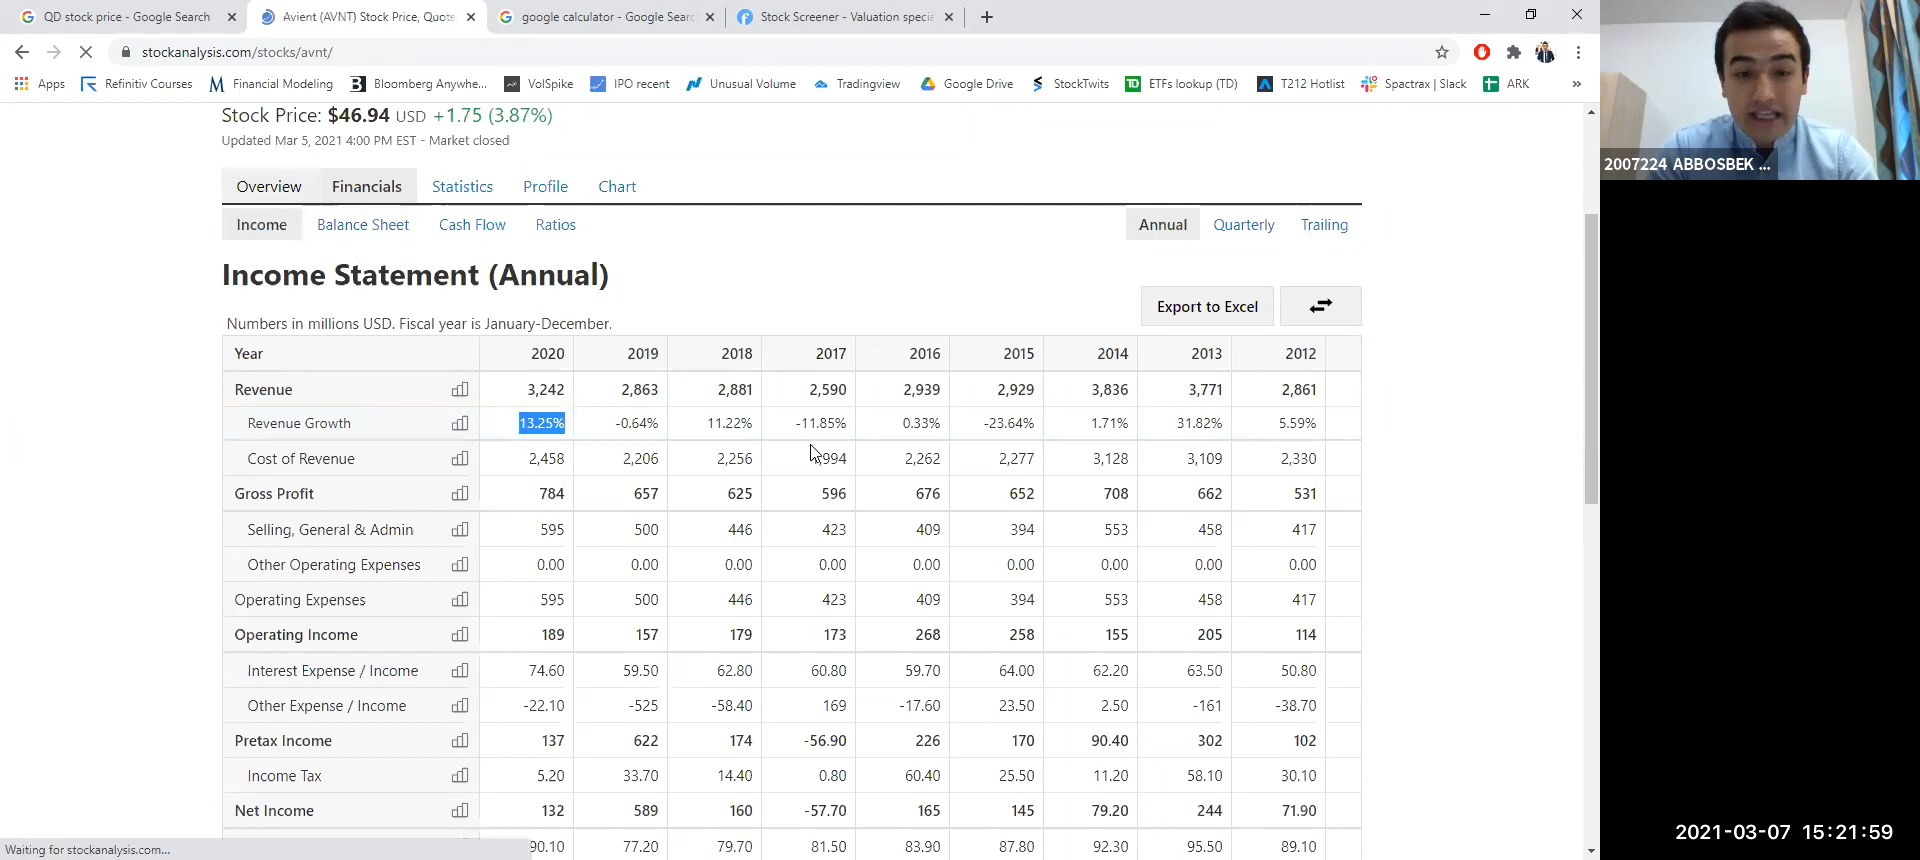 QD stock price - Google Search
Avient (AVNT) Stock Price, Quote
google calculator - Google Sear
Stock Screener - Valuation speci
stockanalysis.com/stocks/avnt/
Apps
Refinitiv Courses
Financial Modeling
Bloomberg Anywhe...
VolSpike
IPO recent
Unusual Volume
Tradingview
Google Drive
StockTwits
ETFs lookup (TD)
T212 Hotlist
Spactrax | Slack
ARK
»
2007224 ABBOSBEK ...
Stock Price: $46.94 USD +1.75 (3.87%)
Updated Mar 5, 2021 4:00 PM EST - Market closed
Overview Financials Statistics Profile Chart
Income Balance Sheet Cash Flow Ratios Annual Quarterly Trailing
Income Statement (Annual)
Export to Excel
Numbers in millions USD. Fiscal year is January-December.
Year 2020 2019 2018 2017 2016 2015 2014 2013 2012
Revenue 3,242 2,863 2,881 2,590 2,939 2,929 3,836 3,771 2,861
Revenue Growth 13.25% -0.64% 11.22% -11.85% 0.33% -23.64% 1.71% 31.82% 5.59%
Cost of Revenue 2,458 2,206 2,256 994 2,262 2,277 3,128 3,109 2,330
Gross Profit 784 657 625 596 676 652 708 662 531
Selling, General & Admin 595 500 446 423 409 394 553 458 417
Other Operating Expenses 0.00 0.00 0.00 0.00 0.00 0.00 0.00 0.00 0.00
Operating Expenses 595 500 446 423 409 394 553 458 417
Operating Income 189 157 179 173 268 258 155 205 114
Interest Expense / Income 74.60 59.50 62.80 60.80 59.70 64.00 62.20 63.50 50.80
Other Expense / Income -22.10 -525 -58.40 169 -17.60 23.50 2.50 -161 -38.70
Pretax Income 137 622 174 -56.90 226 170 90.40 302 102
Income Tax 5.20 33.70 14.40 0.80 60.40 25.50 11.20 58.10 30.10
Net Income 132 589 160 -57.70 165 145 79.20 244 71.90
90.10 77.20 79.70 81.50 83.90 87.80 92.30 95.50 89.10
Waiting for stockanalysis.com...
2021-03-07 15:21:59